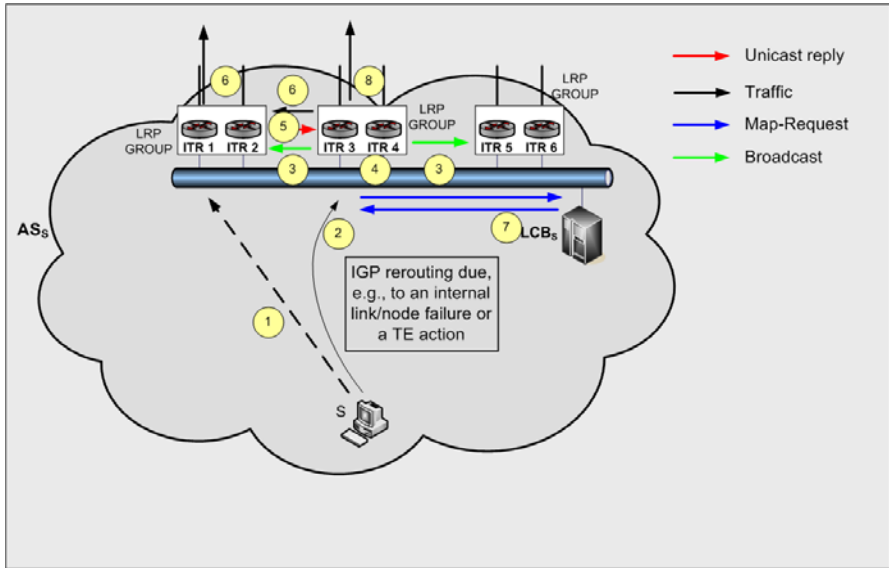 Unicast reply
Traffic
Map-Request
Broadcast
6
6
8
LRP
GROUP
LRP
GROUP
5
LRP
GROUP
ITR 1
ITR 2
ITR 3
ITR 4
ITR 5
ITR 6
3
4
3
ASS
2
7
LCBS
IGP rerouting due,
e.g., to an internal
link/node failure or
a TE action
1
S